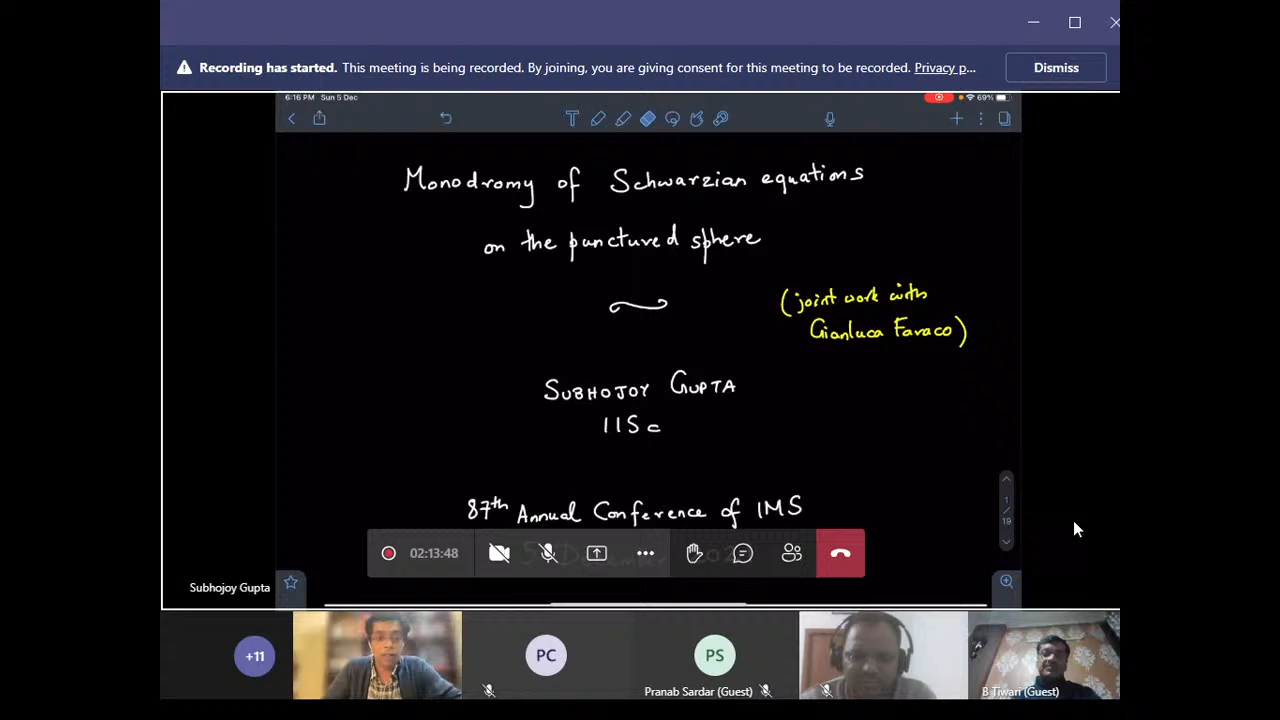 Recording has started. This meeting is being recorded. By joining, you are giving consent for this meeting to be recorded. Privacy p... Dismiss
6:16 PM Sun 5 Dec 69%
Monodromy of Schwarzian equations
on the punctured sphere
(joint work with
Gianluca Faraco)
SUBHOJOY GUPTA
IISc
87th Annual Conference of IMS
1
/
19
02:13:48
Subhojoy Gupta
+11
PC
PS
Pranab Sardar (Guest)
B Tiwari (Guest)